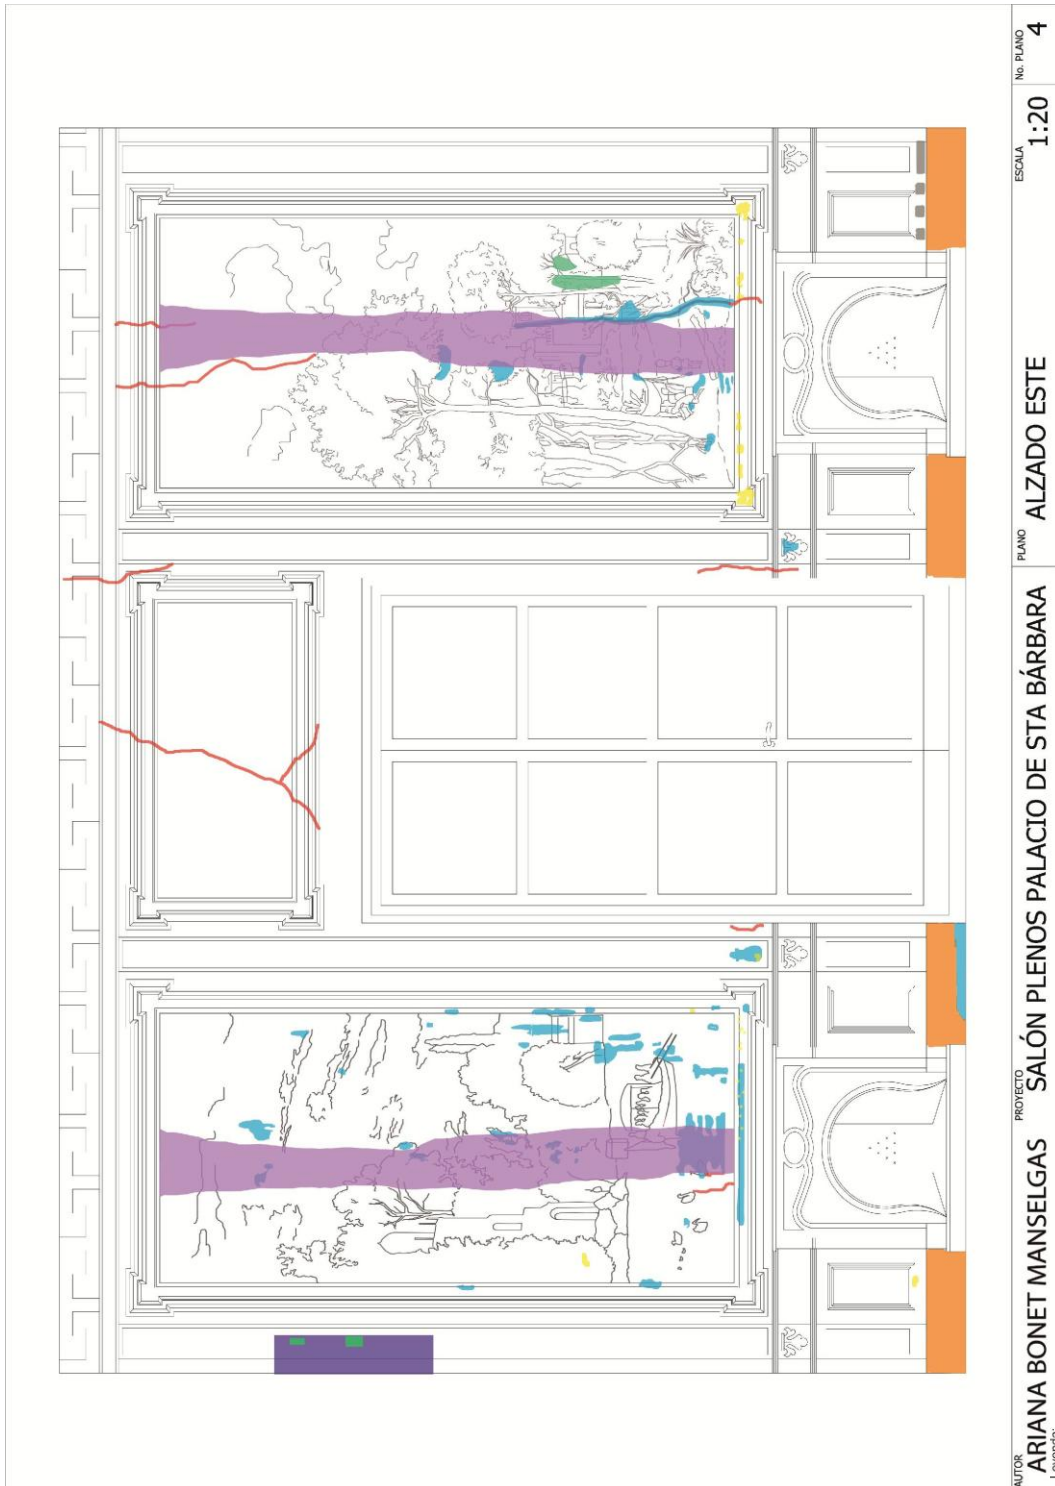 AUTOR
ARIANA BONET MANSELGAS
PROYECTO
SALÓN PLENOS PALACIO DE STA BÁRBARA
PLANO
ALZADO ESTE
ESCALA
1:20
No. PLANO
4
Leyenda: